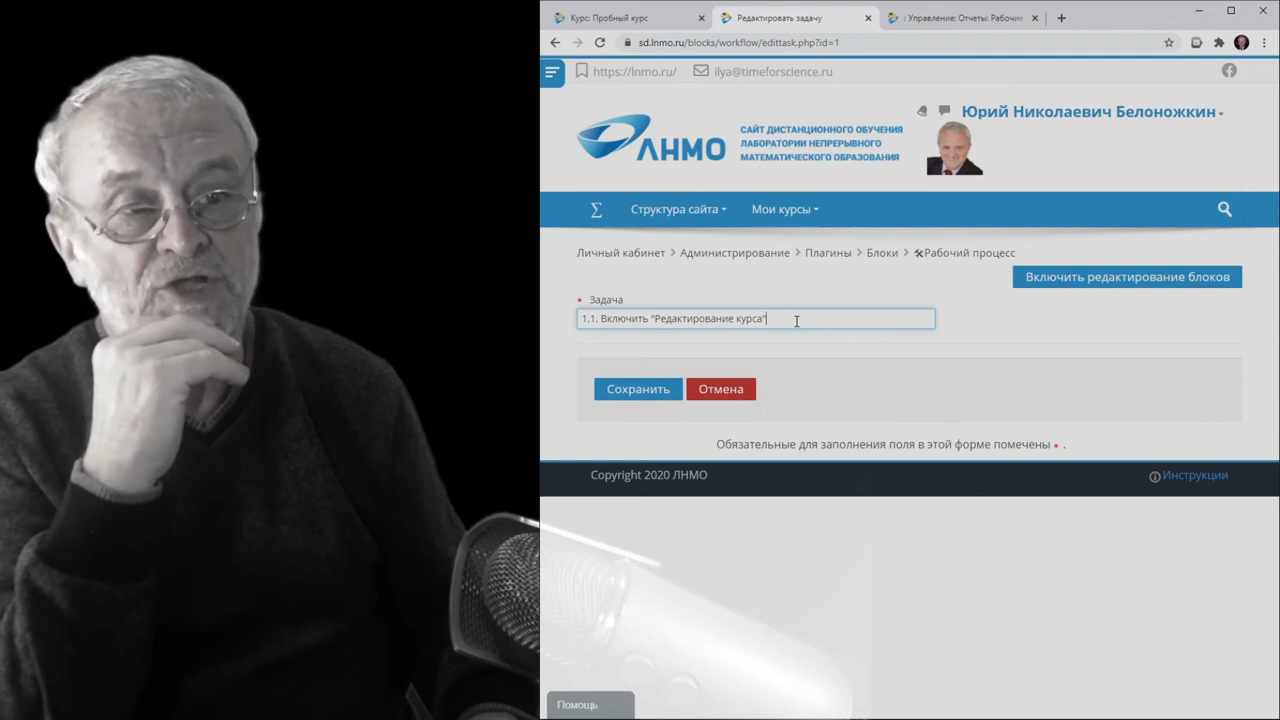 Курс: Пробный курс
Редактировать задачу
: Управление: Отчеты: Рабочие
sd.lnmo.ru/blocks/workflow/edittask.php?id=1
https://lnmo.ru/
ilya@timeforscience.ru
ЛНМО
САЙТ ДИСТАНЦИОННОГО ОБУЧЕНИЯ
ЛАБОРАТОРИИ НЕПРЕРЫВНОГО
МАТЕМАТИЧЕСКОГО ОБРАЗОВАНИЯ
Юрий Николаевич Белоножкин
Σ Структура сайта Мои курсы
Личный кабинет > Администрирование > Плагины > Блоки > Рабочий процесс
Включить редактирование блоков
Задача
1.1. Включить "Редактирование курса"
Сохранить Отмена
Обязательные для заполнения поля в этой форме помечены .
Copyright 2020 ЛНМО
Инструкции
Помощь